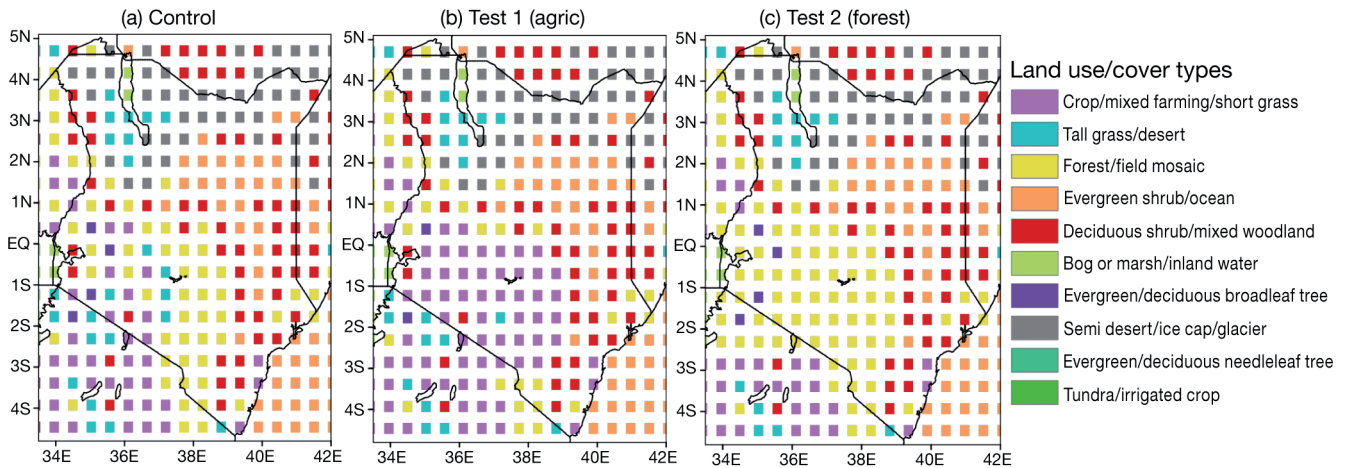 (a) Control
(b) Test 1 (agric)
(c) Test 2 (forest)
5N
4N
3N
2N
1N
EQ
1S
2S
3S
4S
34E 36E 38E 40E 42E
5N
4N
3N
2N
1N
EQ
1S
2S
3S
4S
34E 36E 38E 40E 42E
5N
4N
3N
2N
1N
EQ
1S
2S
3S
4S
34E 36E 38E 40E 42E
Land use/cover types
Crop/mixed farming/short grass
Tall grass/desert
Forest/field mosaic
Evergreen shrub/ocean
Deciduous shrub/mixed woodland
Bog or marsh/inland water
Evergreen/deciduous broadleaf tree
Semi desert/ice cap/glacier
Evergreen/deciduous needleleaf tree
Tundra/irrigated crop